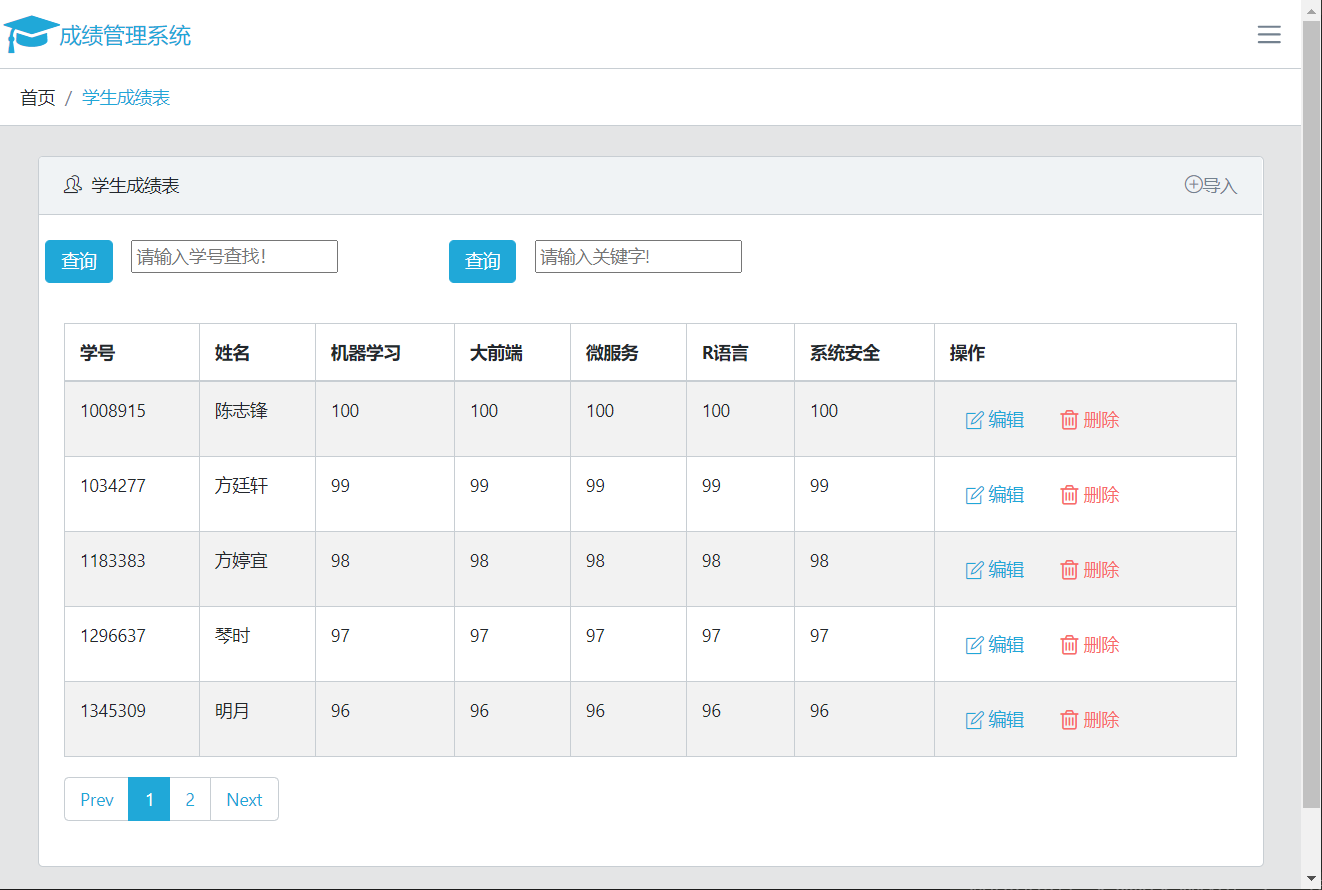 成绩管理系统
首页 / 学生成绩表
学生成绩表 导入
查询 请输入学号查找! 查询 请输入关键字!
学号 姓名 机器学习 大前端 微服务 R语言 系统安全 操作
1008915 陈志锋 100 100 100 100 100 编辑 删除
1034277 方廷轩 99 99 99 99 99 编辑 删除
1183383 方婷宜 98 98 98 98 98 编辑 删除
1296637 琴时 97 97 97 97 97 编辑 删除
1345309 明月 96 96 96 96 96 编辑 删除
Prev 1 2 Next